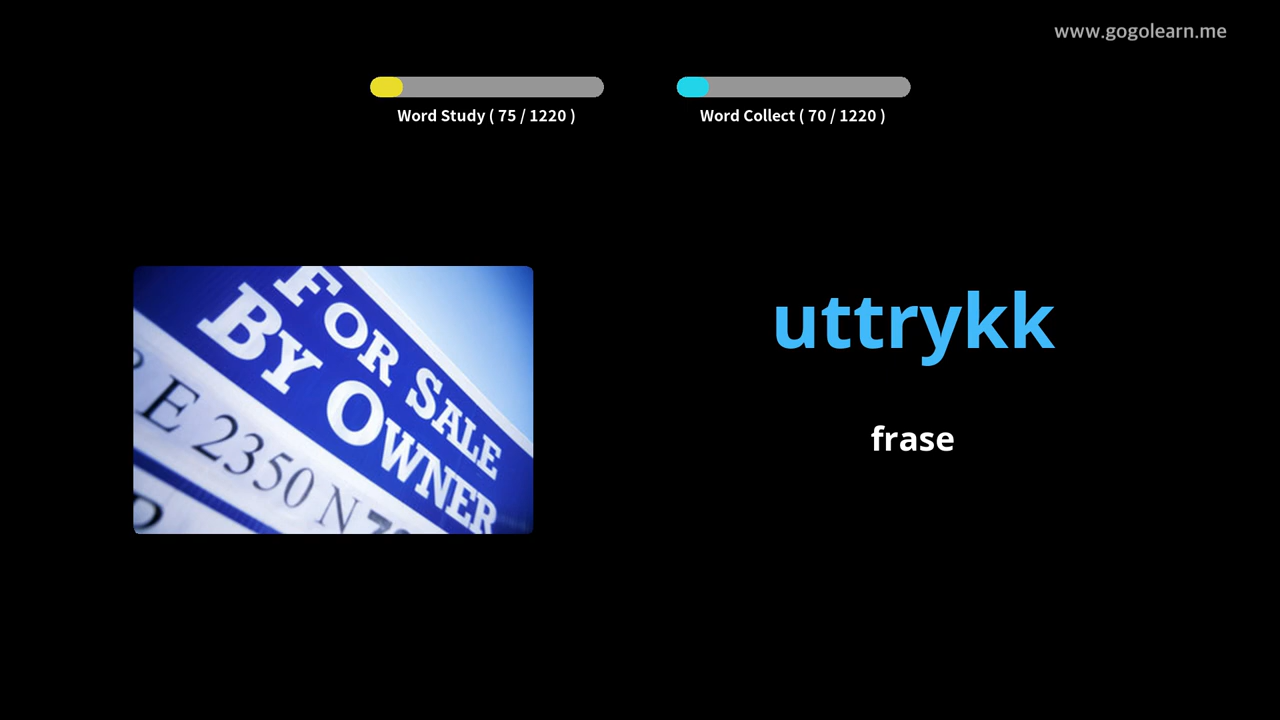 www.gogolearn.me
Word Study ( 75 / 1220 )
Word Collect ( 70 / 1220 )
FOR SALE
BY OWNER
E 2350 N
uttrykk
frase